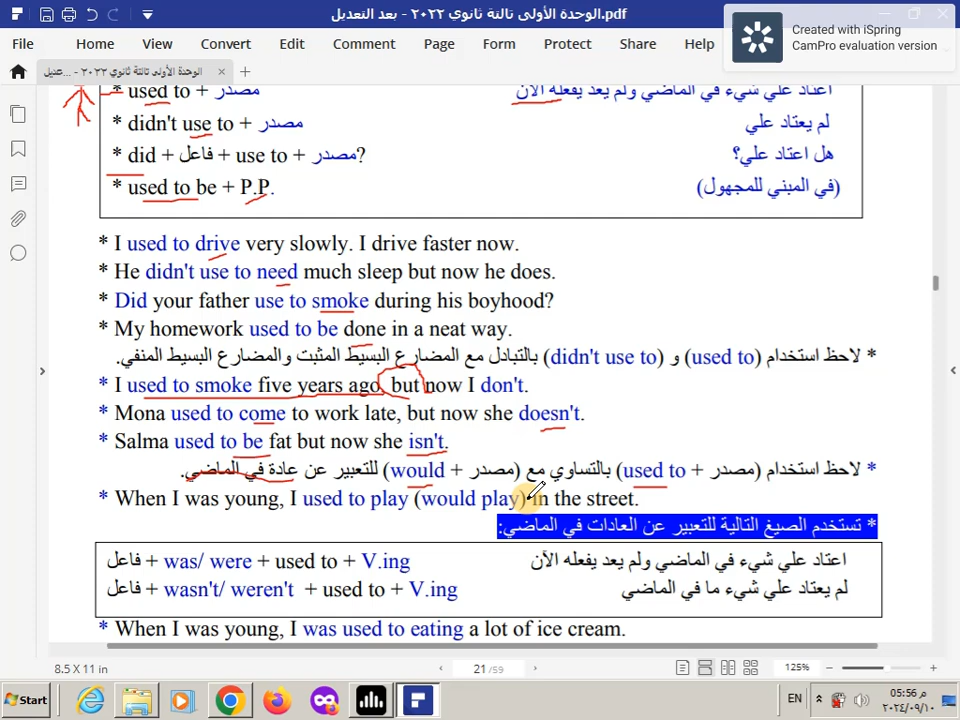 الوحدة الأولى تالتة ثانوي ٢٠٢٢ - بعد التعديل.pdf
Created with iSpring
CamPro evaluation version
File Home View Convert Edit Comment Page Form Protect Share Help
الوحدة الأولى تالتة ثانوي ٢٠٢٢ - بعد التعديل...
* used to + مصدر اعتاد علي شيء في الماضي ولم يعد يفعله الآن
* didn't use to + مصدر لم يعتاد علي
* did + فاعل + use to + مصدر? هل اعتاد علي؟
* used to be + P.P. (في المبني للمجهول)
* I used to drive very slowly. I drive faster now.
* He didn't use to need much sleep but now he does.
* Did your father use to smoke during his boyhood?
* My homework used to be done in a neat way.
* لاحظ استخدام (used to) و (didn't use to) بالتبادل مع المضارع البسيط المثبت والمضارع البسيط المنفي.
* I used to smoke five years ago, but now I don't.
* Mona used to come to work late, but now she doesn't.
* Salma used to be fat but now she isn't.
* لاحظ استخدام (used to + مصدر) بالتساوي مع (would + مصدر) للتعبير عن عادة في الماضي.
* When I was young, I used to play (would play) in the street.
* تستخدم الصيغ التالية للتعبير عن العادات في الماضي:
فاعل + was/ were + used to + V.ing اعتاد علي شيء في الماضي ولم يعد يفعله الآن
فاعل + wasn't/ weren't + used to + V.ing لم يعتاد علي شيء ما في الماضي
* When I was young, I was used to eating a lot of ice cream.
8.5 X 11 in 21 /59 125%
Start EN 05:56 م
٢٠٢٤/٠٩/١٠